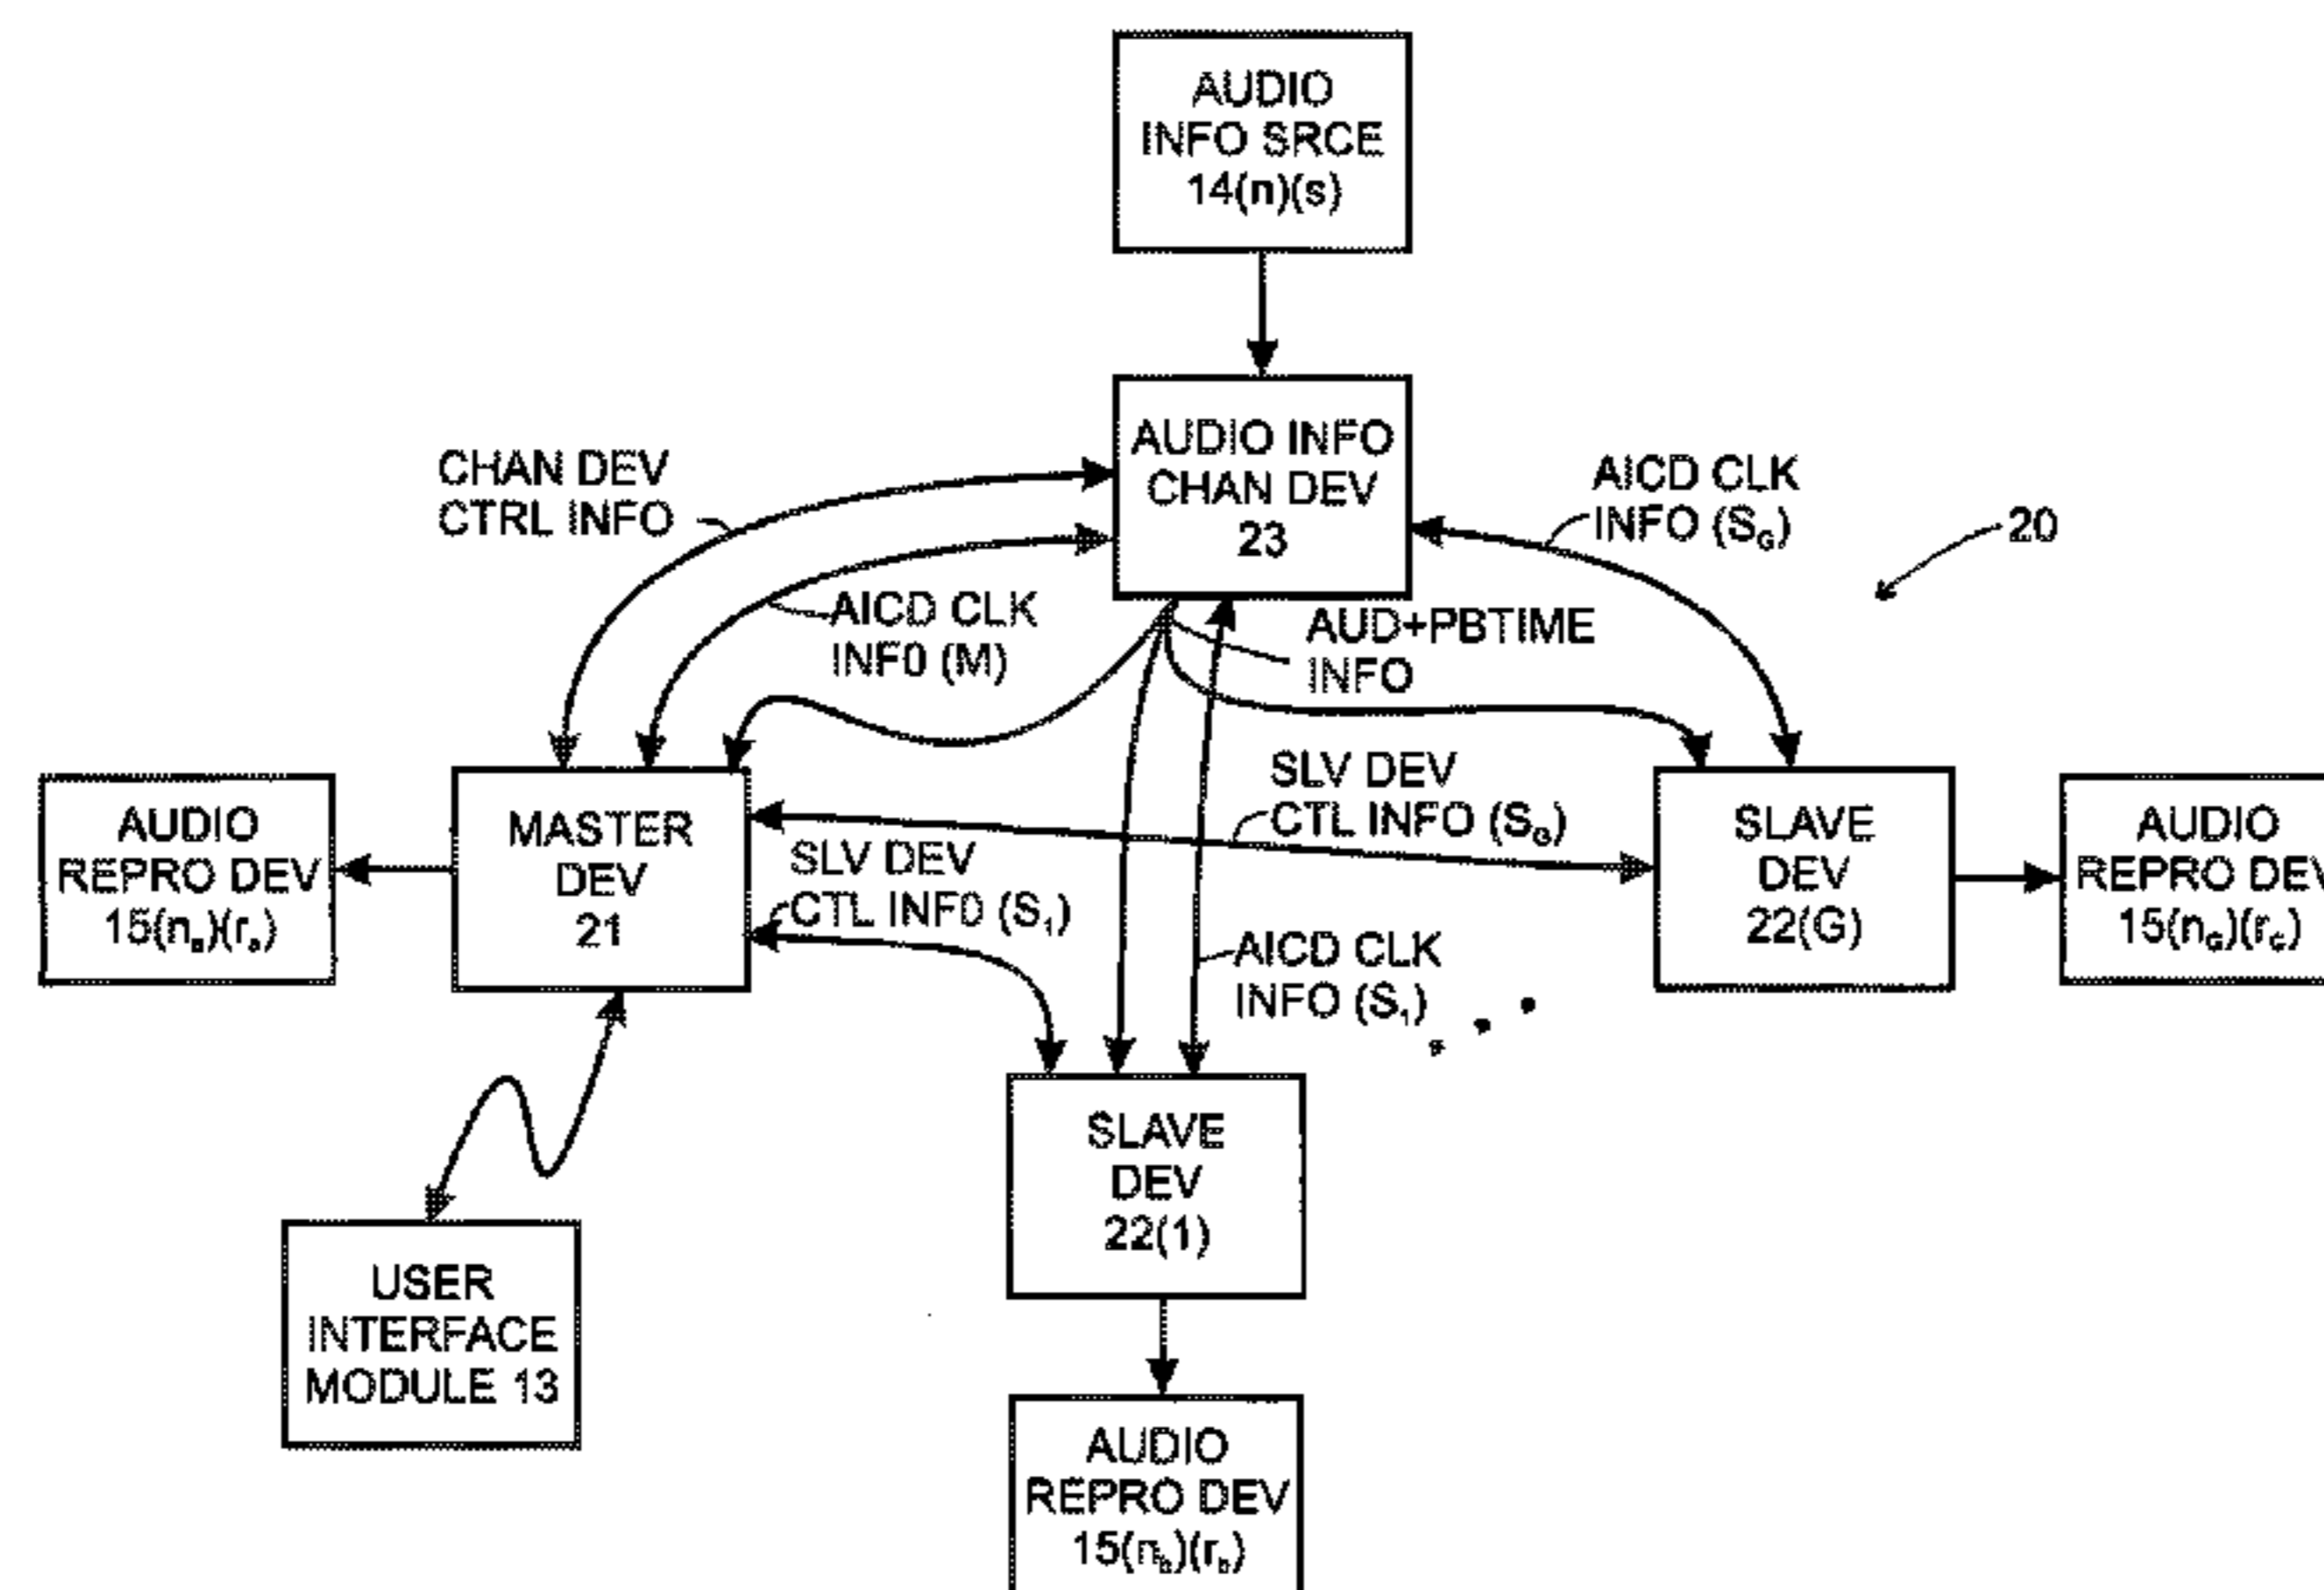 AUDIO
INFO SRCE
14(n)(s)
AUDIO INFO
CHAN DEV
23
CHAN DEV
CTRL INFO
AICD CLK
INFO (S_G)
20
AICD CLK
INF0 (M)
AUD+PBTIME
INFO
SLV DEV
CTL INFO (S_G)
AUDIO
REPRO DEV
15(n_a)(r_a)
MASTER
DEV
21
SLV DEV
CTL INF0 (S_1)
SLAVE
DEV
22(G)
AUDIO
REPRO DEV
15(n_G)(r_G)
AICD CLK
INFO (S_1)
SLAVE
DEV
22(1)
USER
INTERFACE
MODULE 13
AUDIO
REPRO DEV
15(n_b)(r_b)